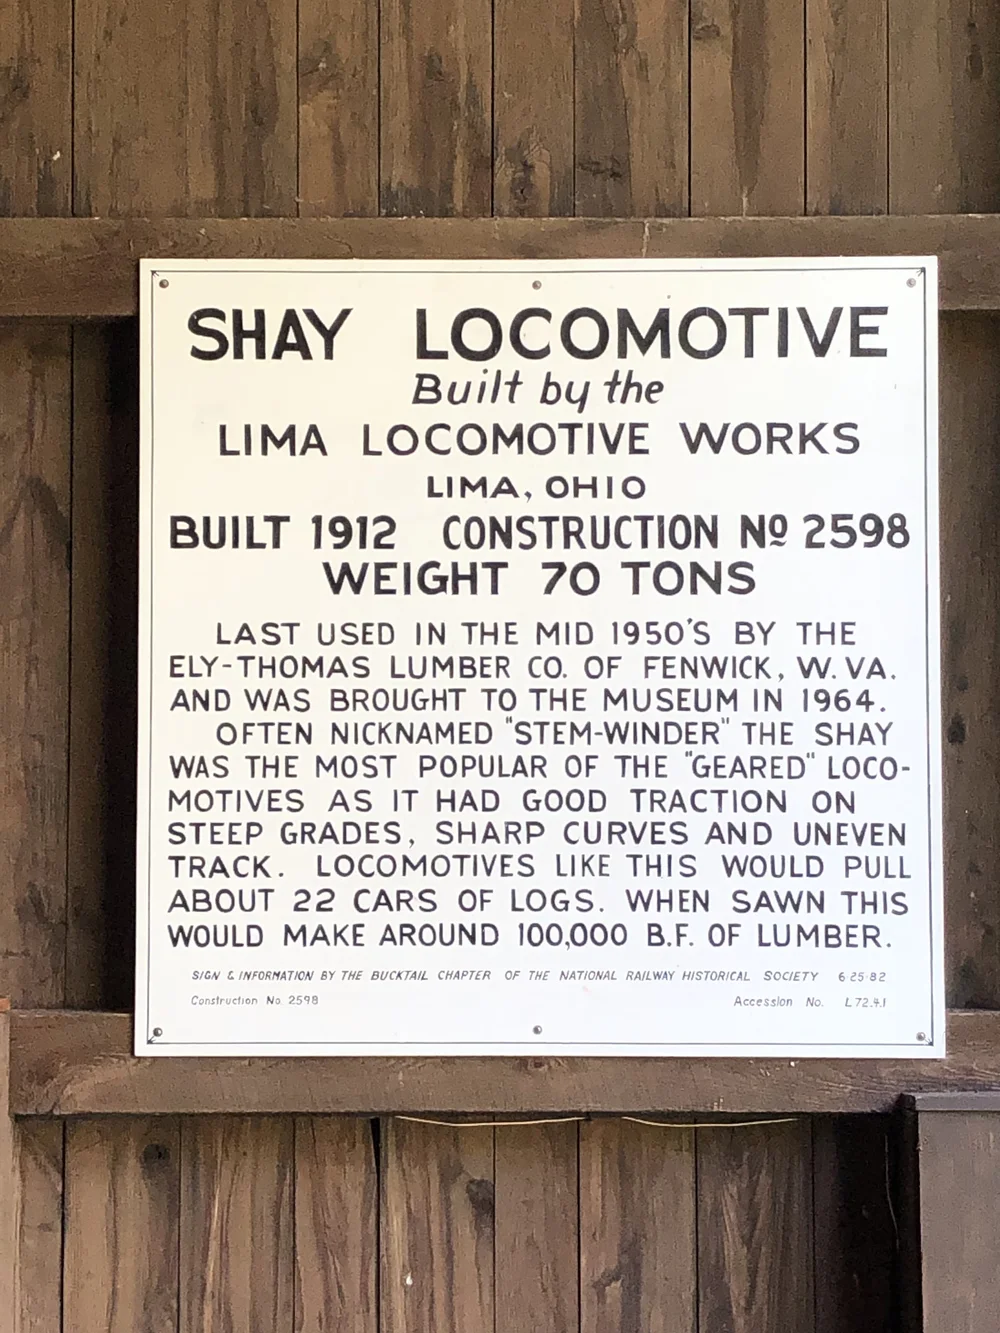 SHAY LOCOMOTIVE
Built by the
LIMA LOCOMOTIVE WORKS
LIMA, OHIO
BUILT 1912 CONSTRUCTION Nº 2598
WEIGHT 70 TONS
LAST USED IN THE MID 1950'S BY THE
ELY-THOMAS LUMBER CO. OF FENWICK, W. VA.
AND WAS BROUGHT TO THE MUSEUM IN 1964.
OFTEN NICKNAMED "STEM-WINDER" THE SHAY
WAS THE MOST POPULAR OF THE "GEARED" LOCO-
MOTIVES AS IT HAD GOOD TRACTION ON
STEEP GRADES, SHARP CURVES AND UNEVEN
TRACK. LOCOMOTIVES LIKE THIS WOULD PULL
ABOUT 22 CARS OF LOGS. WHEN SAWN THIS
WOULD MAKE AROUND 100,000 B.F. OF LUMBER.
SIGN & INFORMATION BY THE BUCKTAIL CHAPTER OF THE NATIONAL RAILWAY HISTORICAL SOCIETY 6·25·82
Construction No. 2598 Accession No. L72.4.1